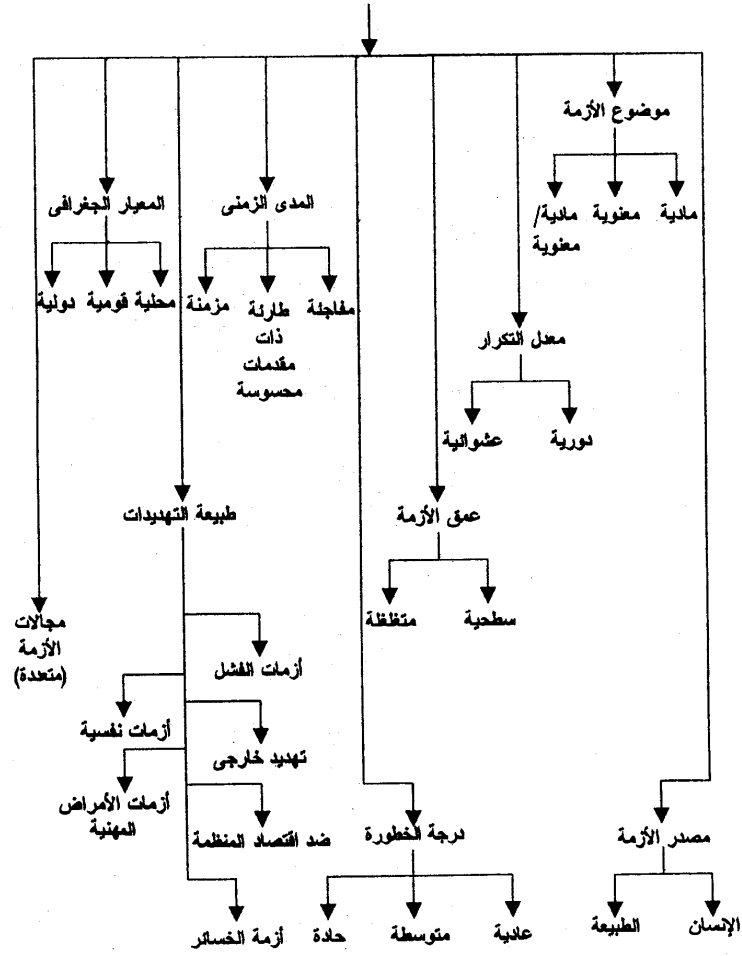 موضوع الأزمة
مادية
معنوية
مادية/
معنوية
المدى الزمنى
المعيار الجغرافى
مفاجئة
طارئة
ذات
مقدمات
محسوسة
مزمنة
محلية
قومية
دولية
معدل التكرار
دورية
عشوائية
عمق الأزمة
سطحية
متغلغلة
طبيعة التهديدات
أزمات الفشل
أزمات نفسية
تهديد خارجى
أزمات الأمراض
المهنية
ضد اقتصاد المنظمة
أزمة الخسائر
مجالات
الأزمة
(متعددة)
مصدر الأزمة
الإنسان
الطبيعة
درجة الخطورة
عادية
متوسطة
حادة